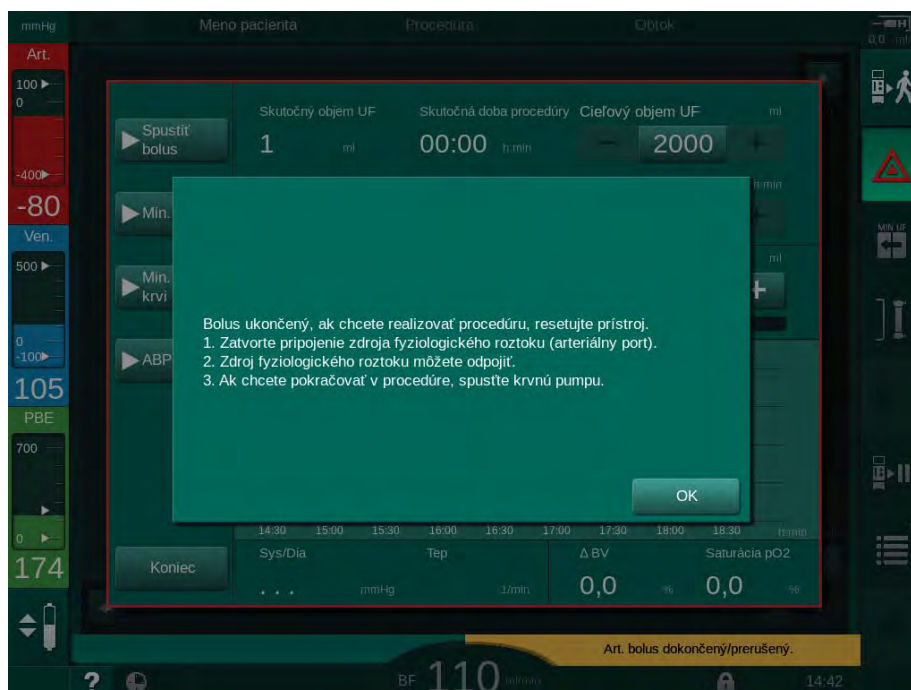 mmHg
Meno pacienta
Procedúra
Obtok
H
0,0 ml
Art.
100
0
-400
-80
Ven.
500
0
-100
105
PBE
700
0
174
Spustiť
bolus
Skutočný objem UF
1 ml
Skutočná doba procedúry
00:00 h:min
Cieľový objem UF ml
2000
h:min
Min.
ml
Min.
krvi
ABP
MIN UF
Bolus ukončený, ak chcete realizovať procedúru, resetujte prístroj.
1. Zatvorte pripojenie zdroja fyziologického roztoku (arteriálny port).
2. Zdroj fyziologického roztoku môžete odpojiť.
3. Ak chcete pokračovať v procedúre, spusťte krvnú pumpu.
OK
14:30 15:00 15:30 16:00 16:30 17:00 17:30 18:00 18:30 h:min
Koniec
Sys/Dia
. . . mmHg
Tep
1/min
Δ BV
0,0 %
Saturácia pO2
0,0 %
Art. bolus dokončený/prerušený.
?
BF 110 ml/min
14:42